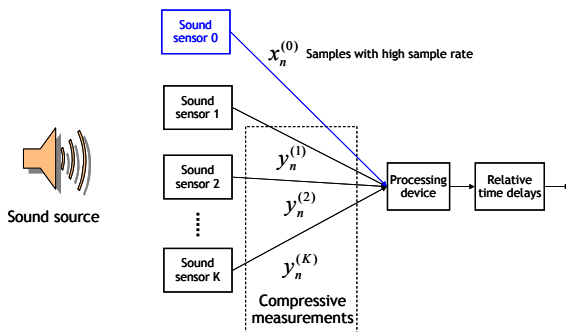 Sound
sensor 0
x_n^{(0)} Samples with high sample rate
Sound
sensor 1
y_n^{(1)}
Sound
sensor 2
y_n^{(2)}
Sound
sensor K
y_n^{(K)}
Sound source
Processing
device
Relative
time delays
Compressive
measurements